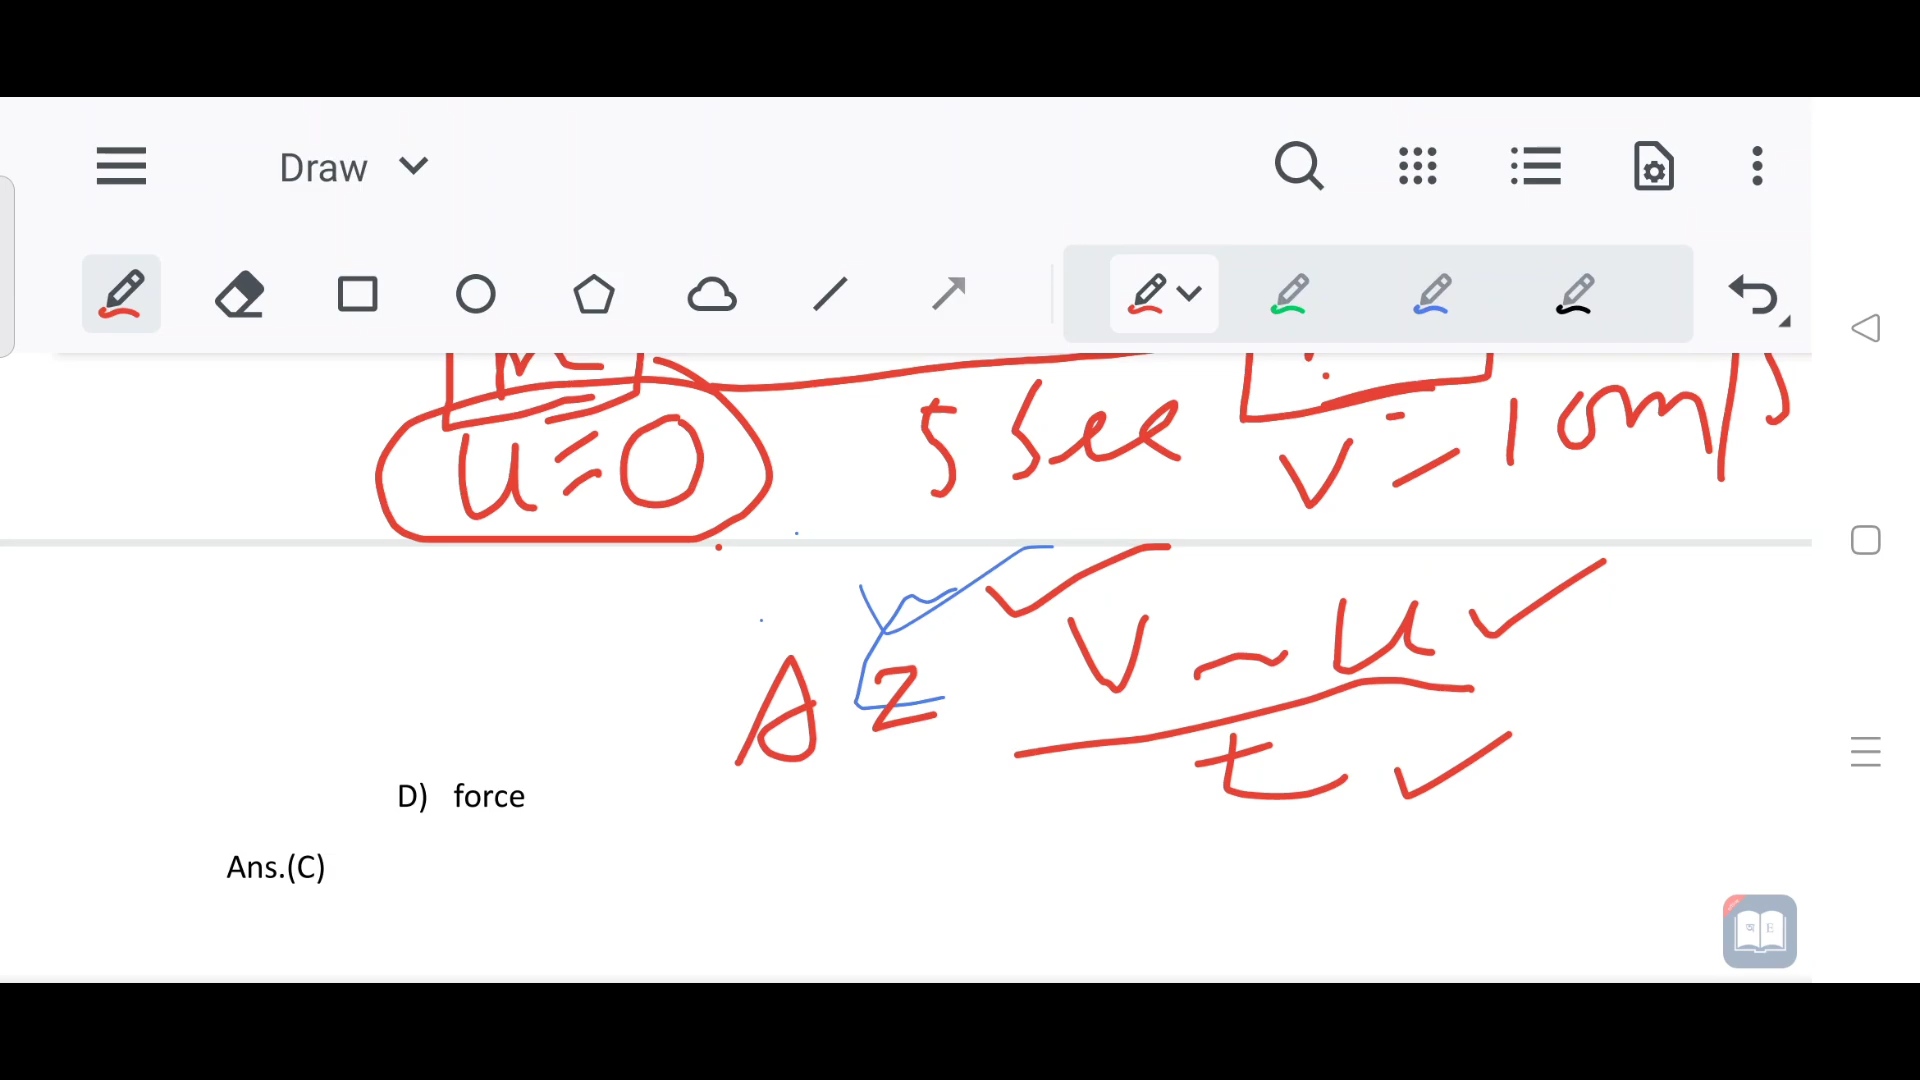 Draw
m
u = 0
5 sec
v = 10m/s
A = v - u
t
D) force
Ans.(C)